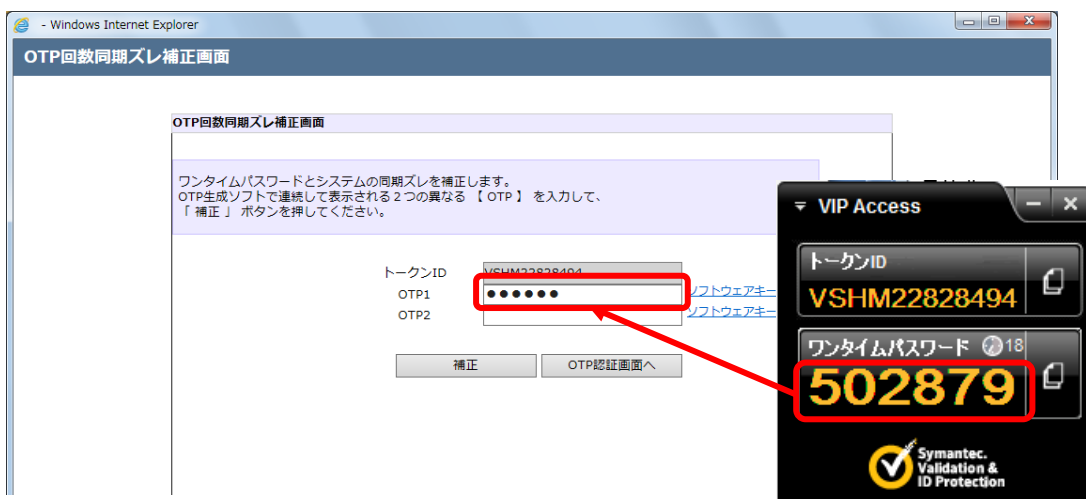 - Windows Internet Explorer
OTP回数同期ズレ補正画面
OTP回数同期ズレ補正画面
ワンタイムパスワードとシステムの同期ズレを補正します。
OTP生成ソフトで連続して表示される２つの異なる 【 OTP 】 を入力して、
「 補正 」 ボタンを押してください。
トークンID VSHM22828494
OTP1 ●●●●●● ソフトウェアキー
OTP2 ソフトウェアキー
補正 OTP認証画面へ
VIP Access
トークンID
VSHM22828494
ワンタイムパスワード 18
502879
Symantec.
Validation &
ID Protection